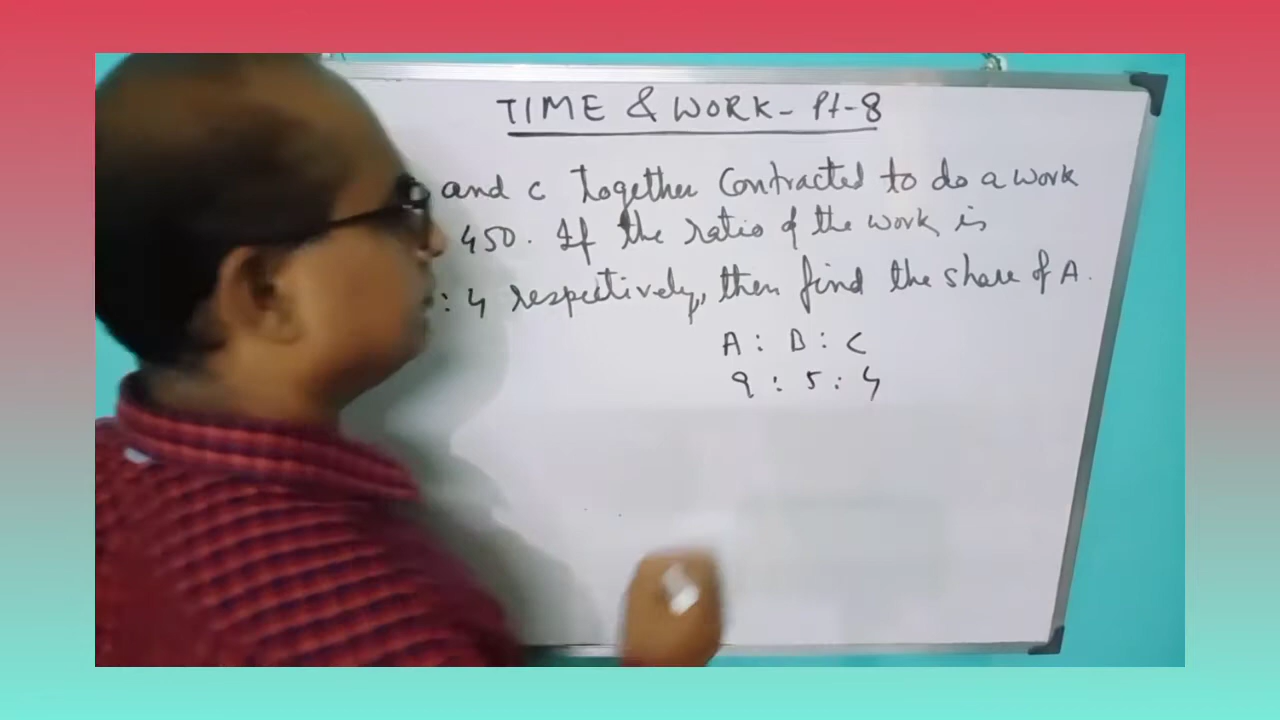 TIME & WORK - Pt-8
and C together contracted to do a work
450. If the ratio of the work is
: 4 respectively, then find the share of A.
A : B : C
9 : 5 : 4